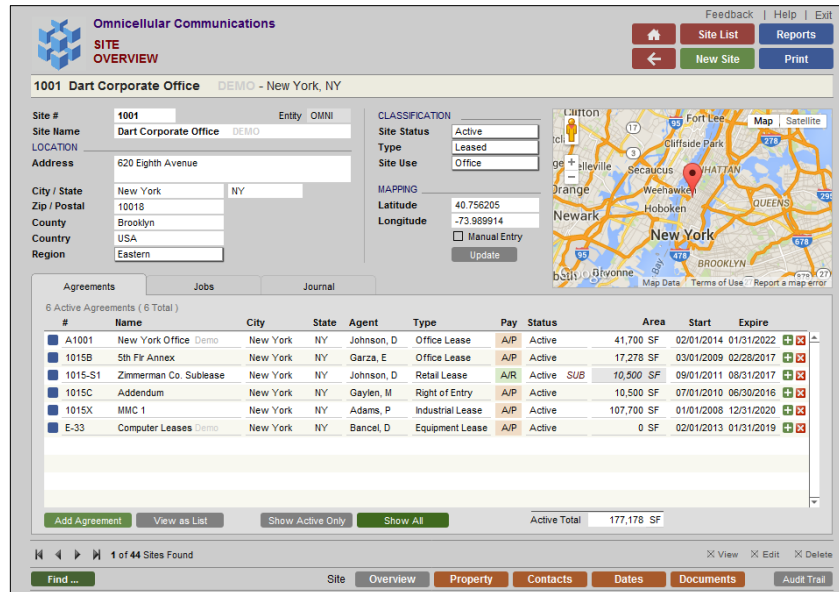 Feedback | Help | Exit
Omnicellular Communications
SITE
OVERVIEW
Site List Reports
New Site Print
1001 Dart Corporate Office DEMO - New York, NY
Site # 1001 Entity OMNI
Site Name Dart Corporate Office DEMO
LOCATION
Address 620 Eighth Avenue
City / State New York NY
Zip / Postal 10018
County Brooklyn
Country USA
Region Eastern
CLASSIFICATION
Site Status Active
Type Leased
Site Use Office
MAPPING
Latitude 40.756205
Longitude -73.989914
Manual Entry
Update
Clifton
Fort Lee
Map Satellite
95
17
Cliffside Park
278
3
Secaucus
Weehawken
Orange
Hoboken
QUEENS
295
Newark
New York
678
95
478
BROOKLYN
Bayonne
Map Data Terms of Use Report a map error
Agreements Jobs Journal
6 Active Agreements ( 6 Total )
# Name City State Agent Type Pay Status Area Start Expire
A1001 New York Office Demo New York NY Johnson, D Office Lease A/P Active 41,700 SF 02/01/2014 01/31/2022
1015B 5th Flr Annex New York NY Garza, E Office Lease A/P Active 17,278 SF 03/01/2009 02/28/2017
1015-S1 Zimmerman Co. Sublease New York NY Johnson, D Retail Lease A/R Active SUB 10,500 SF 09/01/2011 08/31/2017
1015C Addendum New York NY Gaylen, M Right of Entry A/P Active 10,500 SF 07/01/2010 06/30/2016
1015X MMC 1 New York NY Adams, P Industrial Lease A/P Active 107,700 SF 01/01/2008 12/31/2020
E-33 Computer Leases Demo New York NY Bancel, D Equipment Lease A/P Active 0 SF 02/01/2013 01/31/2019
Add Agreement View as List Show Active Only Show All Active Total 177,178 SF
1 of 44 Sites Found
View Edit Delete
Find ... Site Overview Property Contacts Dates Documents Audit Trail